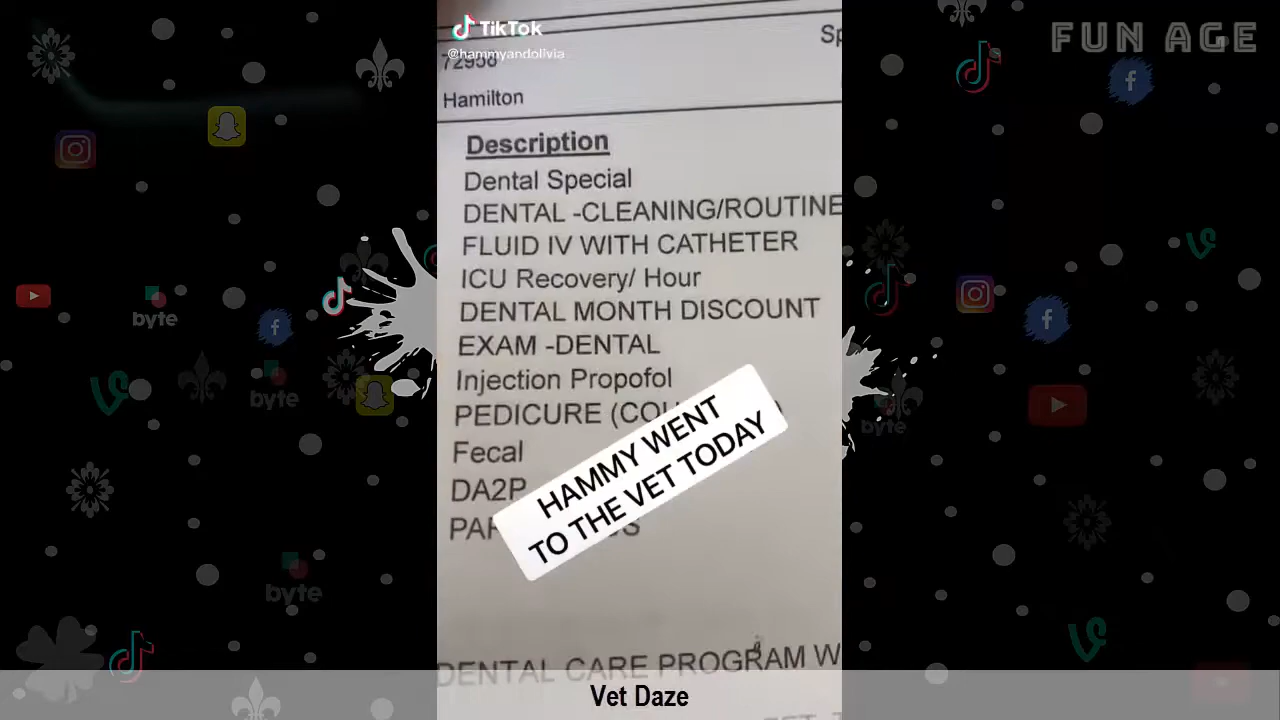 TikTok
@hammyandolivia
FUN AGE
Hamilton
Description
Dental Special
DENTAL -CLEANING/ROUTINE
FLUID IV WITH CATHETER
ICU Recovery/ Hour
DENTAL MONTH DISCOUNT
EXAM -DENTAL
Injection Propofol
PEDICURE
Fecal
DA2P
HAMMY WENT
TO THE VET TODAY
DENTAL CARE PROGRAM
byte
byte
byte
byte
Vet Daze